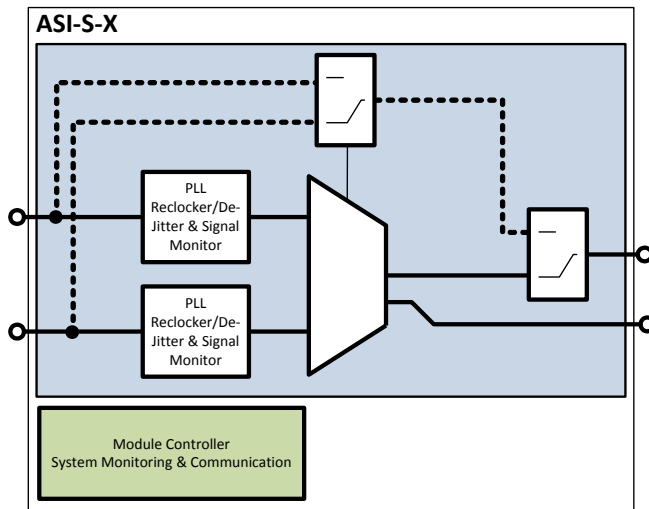 ASI-S-X
PLL
Reclocker/De-
Jitter & Signal
Monitor
PLL
Reclocker/De-
Jitter & Signal
Monitor
Module Controller
System Monitoring & Communication